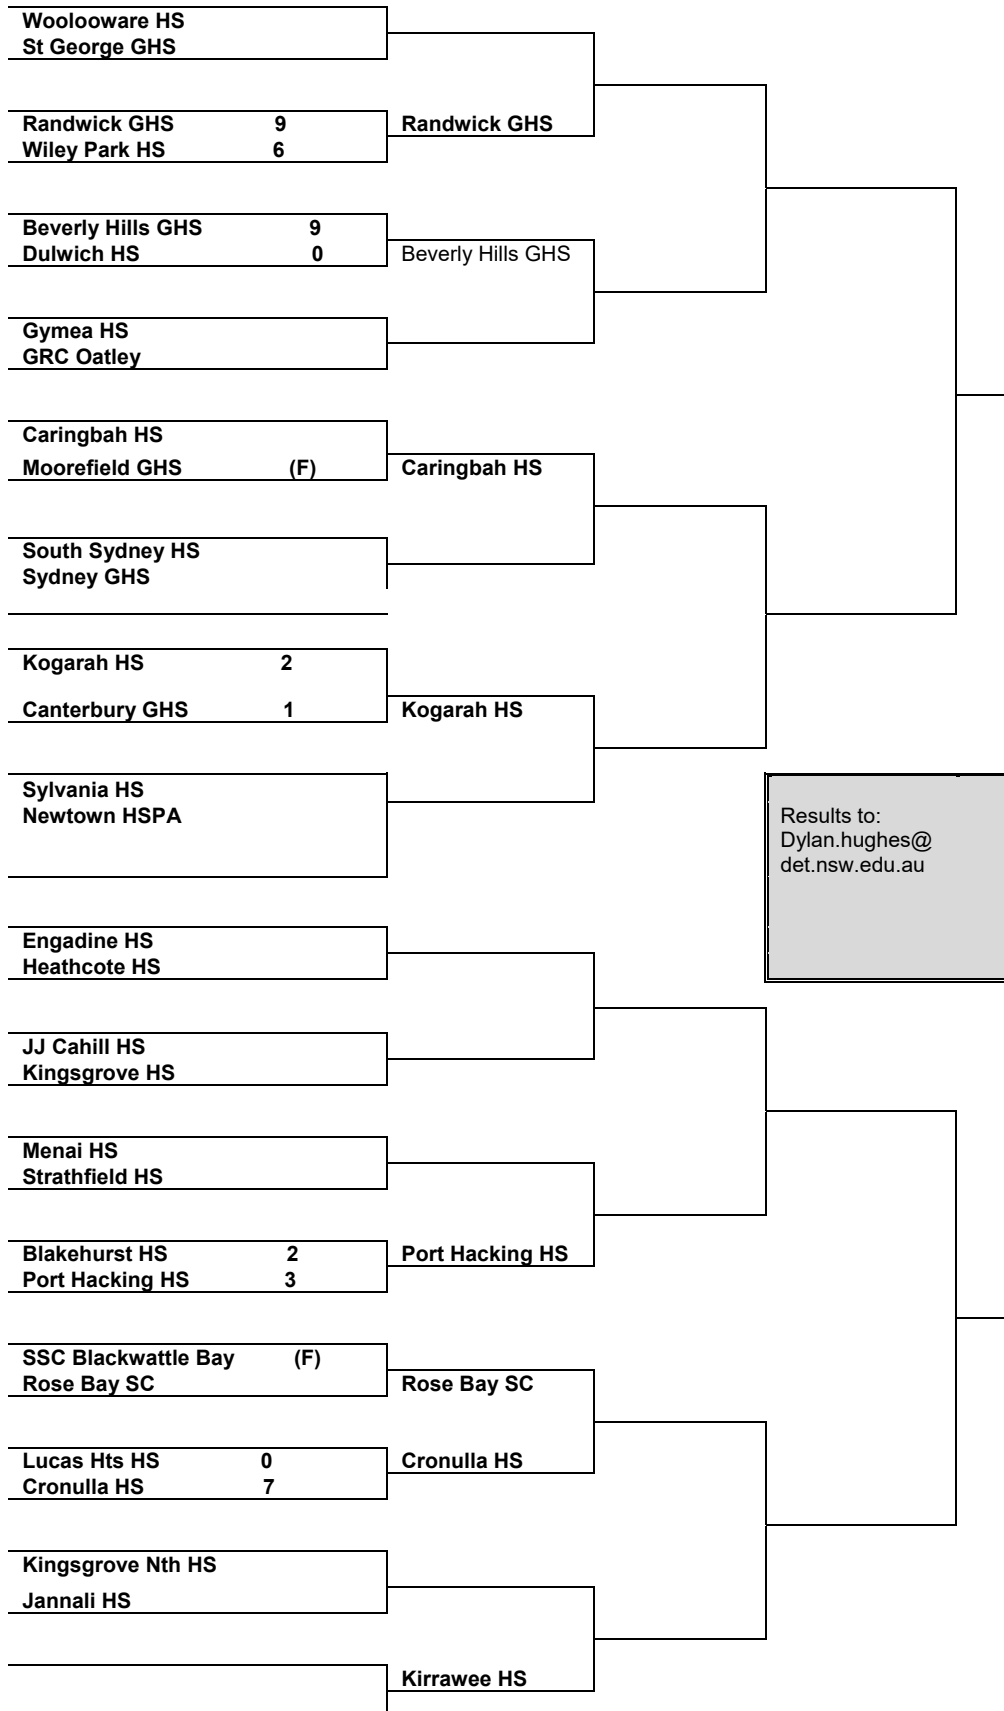 Woolooware HS
St George GHS
Randwick GHS 9
Wiley Park HS 6
Randwick GHS
Beverly Hills GHS 9
Dulwich HS 0
Beverly Hills GHS
Gymea HS
GRC Oatley
Caringbah HS
Moorefield GHS (F)
Caringbah HS
South Sydney HS
Sydney GHS
Kogarah HS 2
Canterbury GHS 1
Kogarah HS
Sylvania HS
Newtown HSPA
Results to:
Dylan.hughes@
det.nsw.edu.au
Engadine HS
Heathcote HS
JJ Cahill HS
Kingsgrove HS
Menai HS
Strathfield HS
Blakehurst HS 2
Port Hacking HS 3
Port Hacking HS
SSC Blackwattle Bay (F)
Rose Bay SC
Rose Bay SC
Lucas Hts HS 0
Cronulla HS 7
Cronulla HS
Kingsgrove Nth HS
Jannali HS
Kirrawee HS